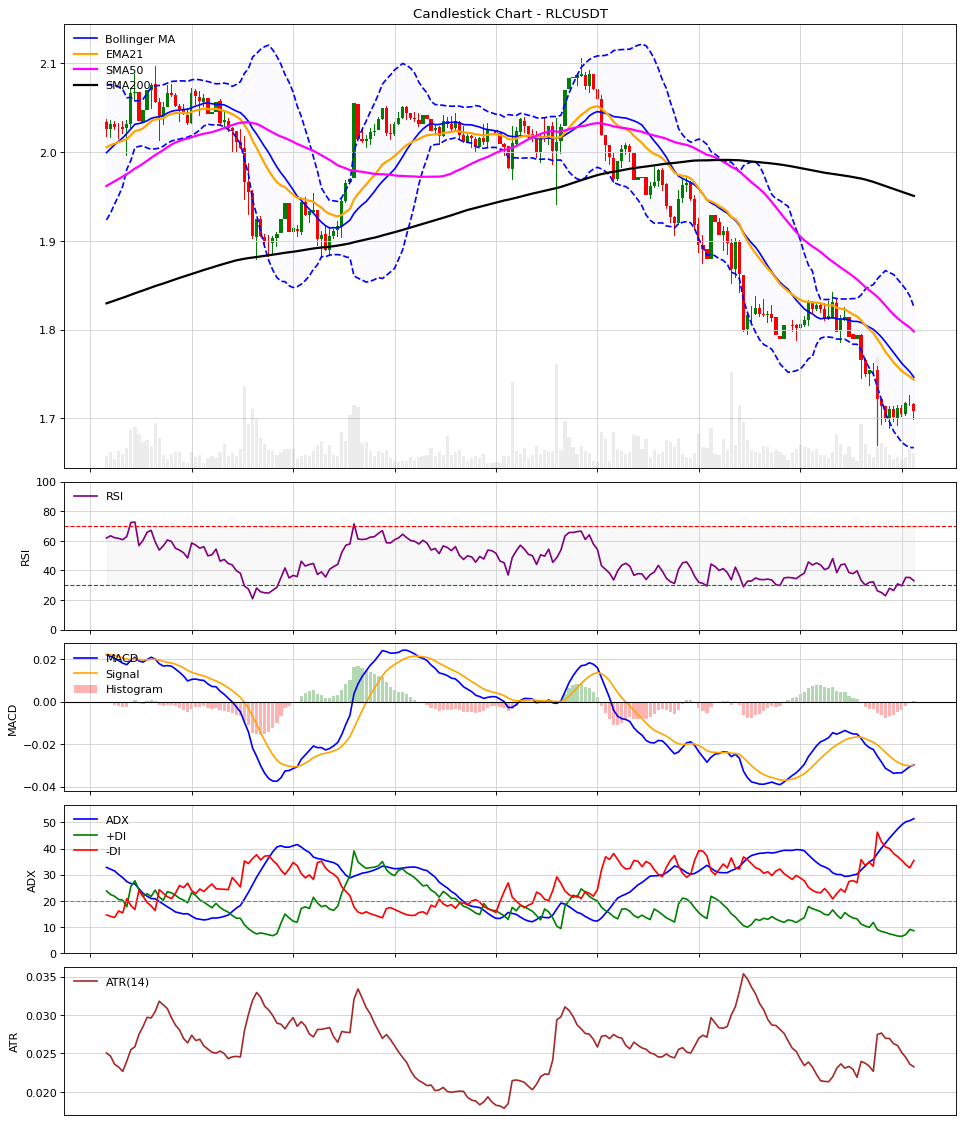 Candlestick Chart - RLCUSDT
Bollinger MA
EMA21
SMA50
SMA200
2.1
2.0
1.9
1.8
1.7
RSI
RSI
100
80
60
40
20
0
MACD
Signal
Histogram
MACD
0.02
0.00
−0.02
−0.04
ADX
+DI
-DI
ADX
50
40
30
20
10
0
ATR(14)
ATR
0.035
0.030
0.025
0.020